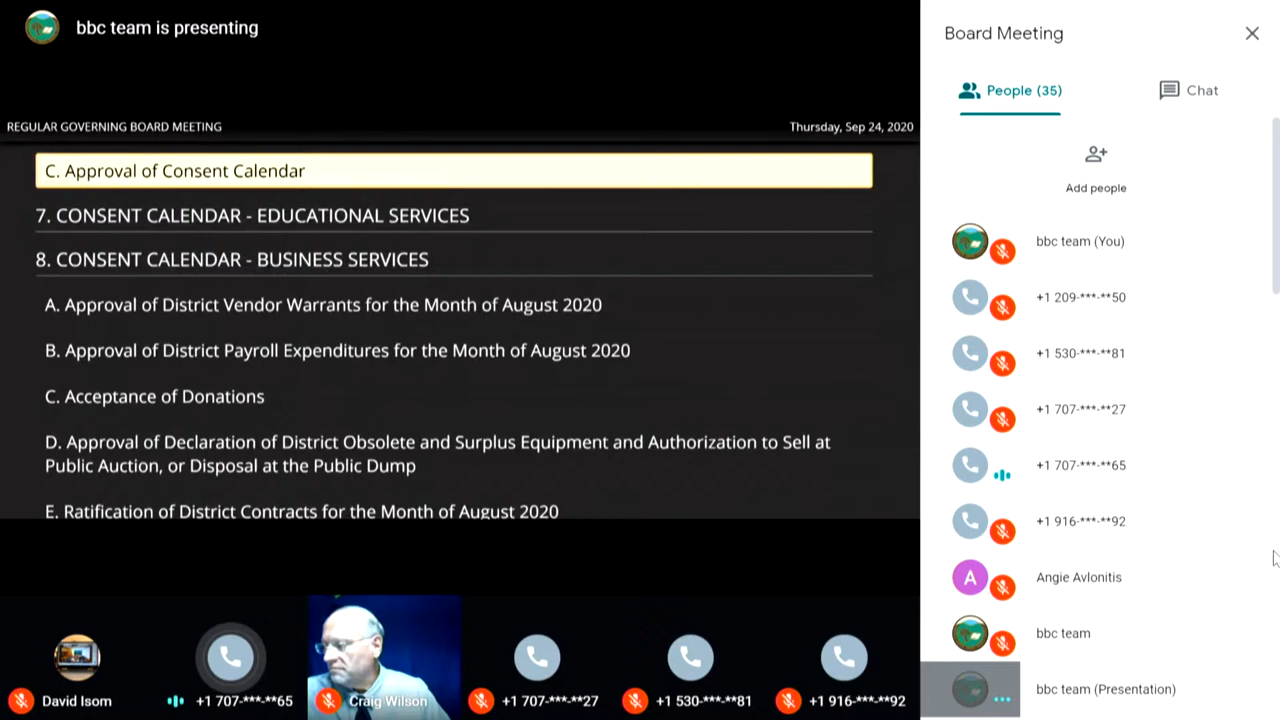 bbc team is presenting
REGULAR GOVERNING BOARD MEETING
Thursday, Sep 24, 2020
C. Approval of Consent Calendar
7. CONSENT CALENDAR - EDUCATIONAL SERVICES
8. CONSENT CALENDAR - BUSINESS SERVICES
A. Approval of District Vendor Warrants for the Month of August 2020
B. Approval of District Payroll Expenditures for the Month of August 2020
C. Acceptance of Donations
D. Approval of Declaration of District Obsolete and Surplus Equipment and Authorization to Sell at
Public Auction, or Disposal at the Public Dump
E. Ratification of District Contracts for the Month of August 2020
David Isom
+1 707-***-**65
Craig Wilson
+1 707-***-**27
+1 530-***-**81
+1 916-***-**92
Board Meeting
People (35)
Chat
Add people
bbc team (You)
+1 209-***-**50
+1 530-***-**81
+1 707-***-**27
+1 707-***-**65
+1 916-***-**92
A
Angie Avlonitis
bbc team
bbc team (Presentation)